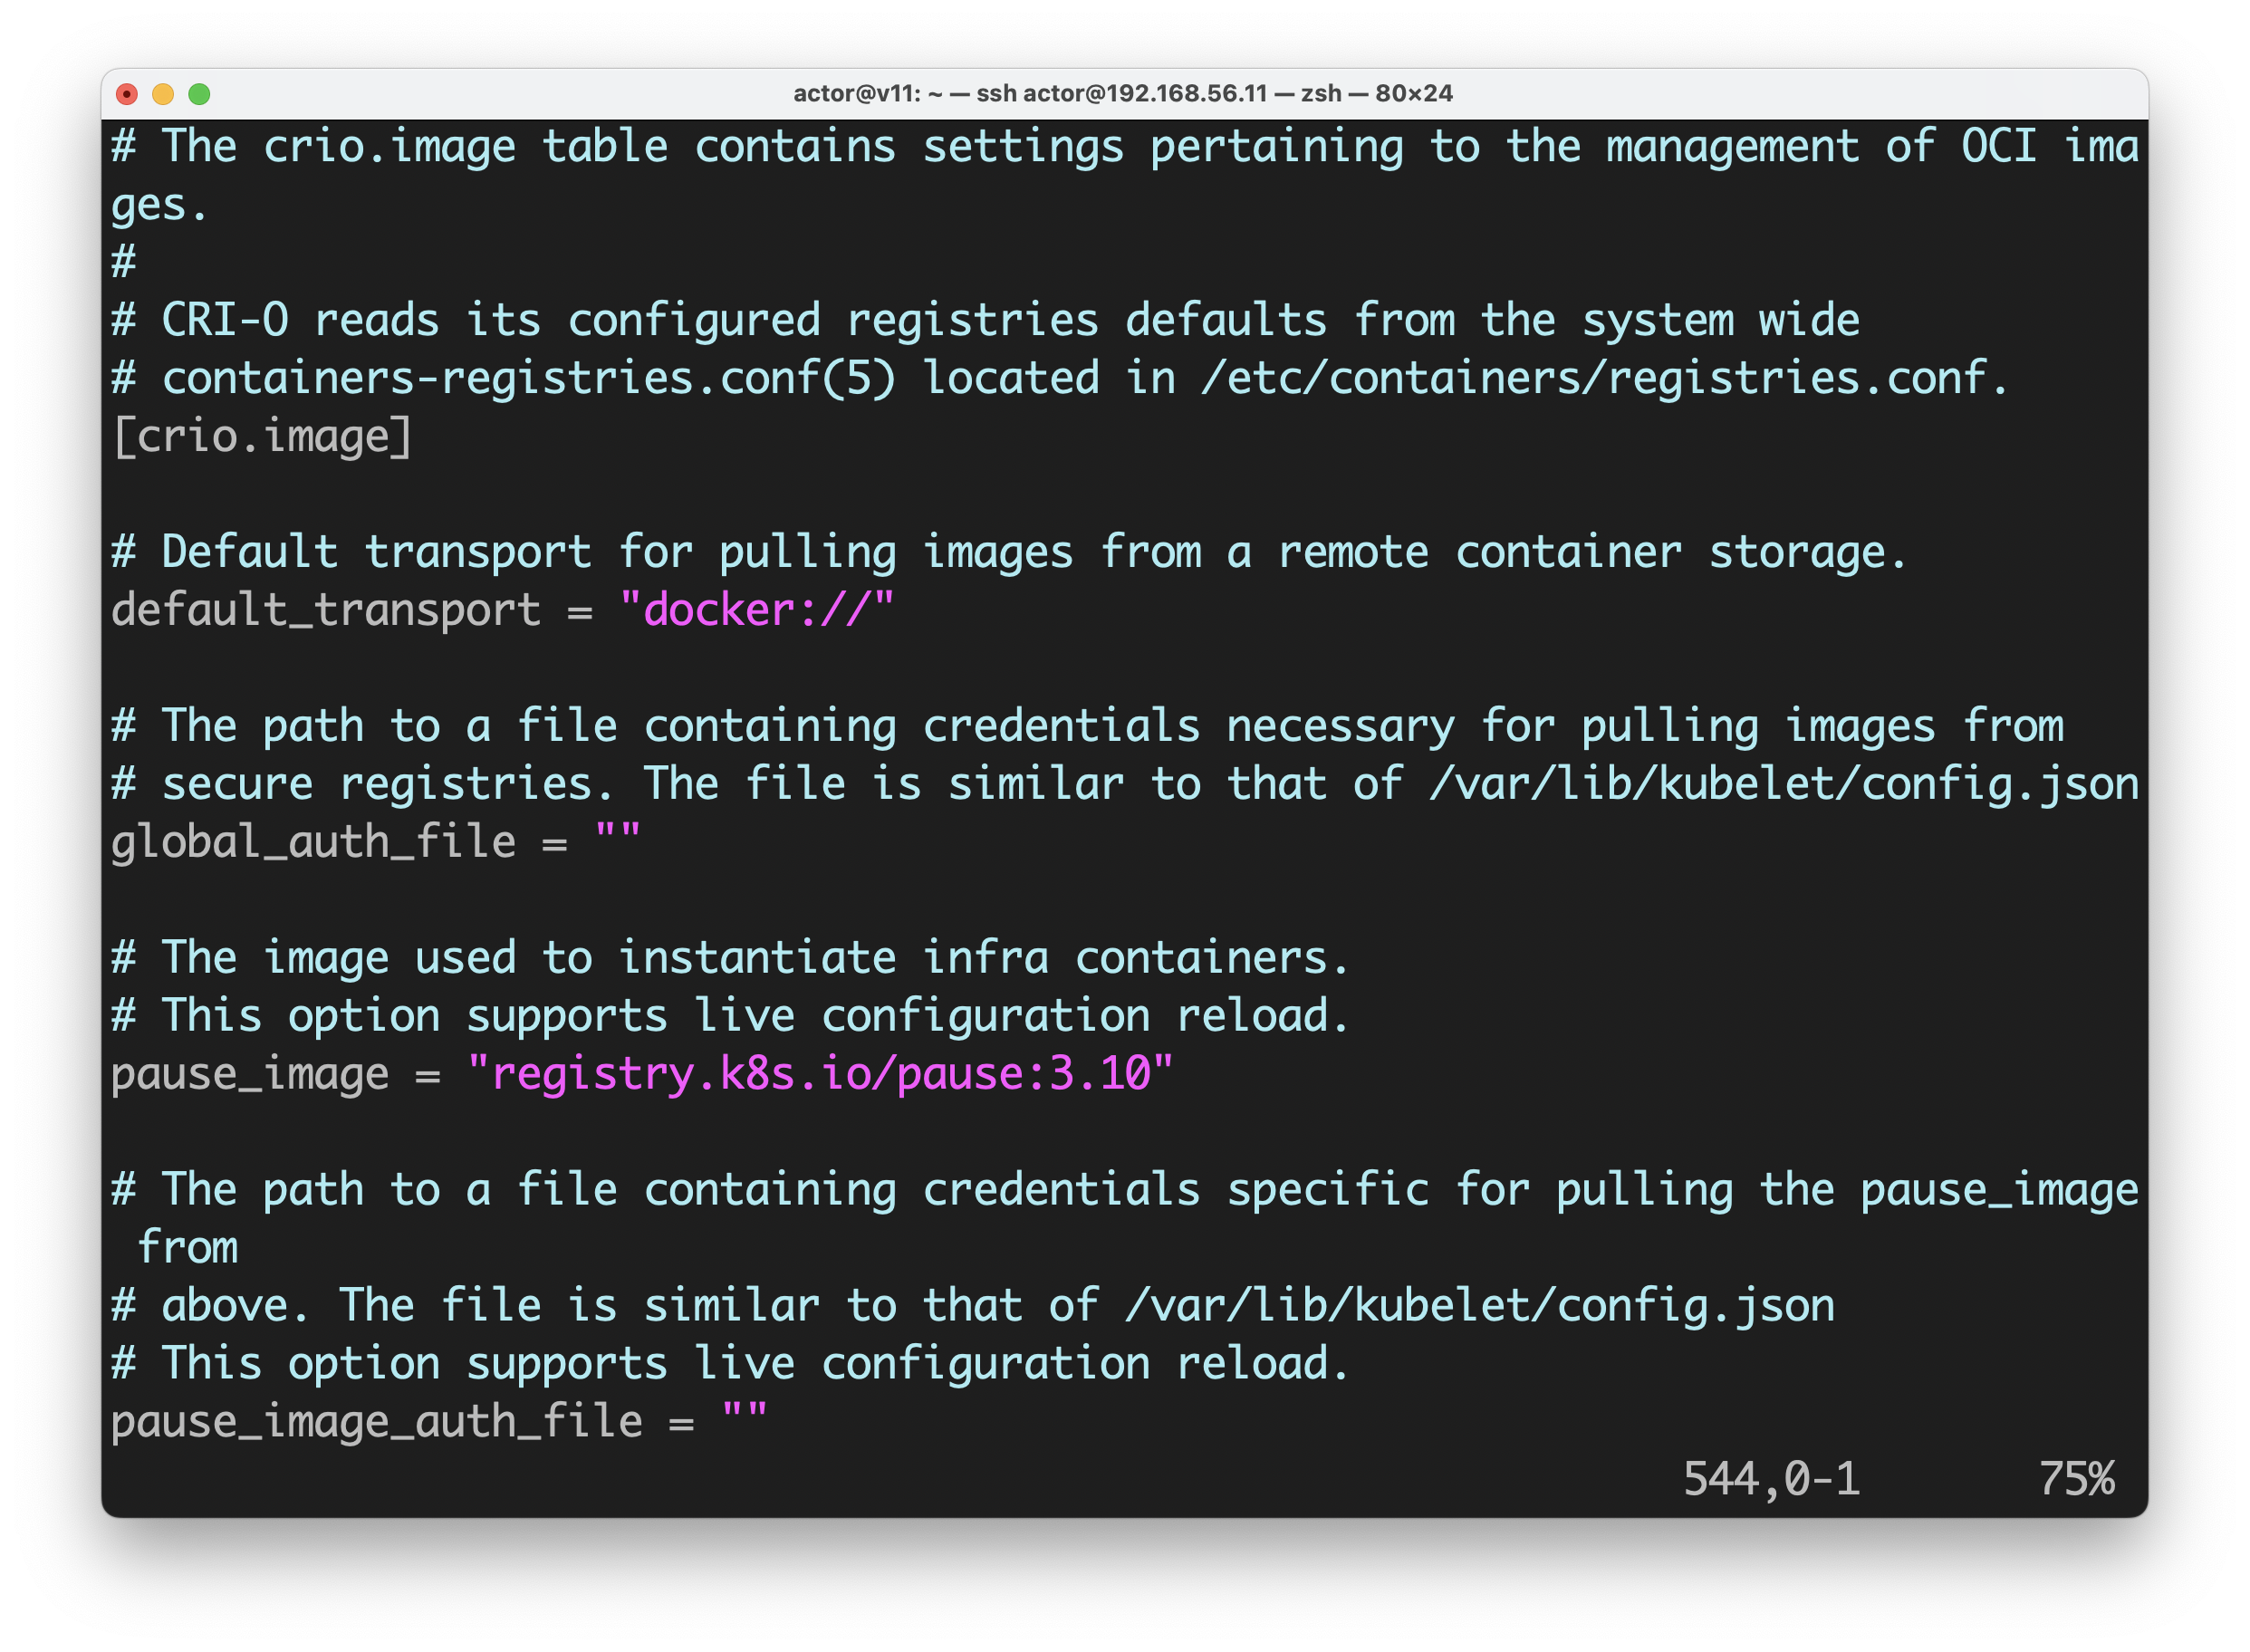 actor@v11: ~ — ssh actor@192.168.56.11 — zsh — 80×24
# The crio.image table contains settings pertaining to the management of OCI ima
ges.
#
# CRI-O reads its configured registries defaults from the system wide
# containers-registries.conf(5) located in /etc/containers/registries.conf.
[crio.image]
# Default transport for pulling images from a remote container storage.
default_transport = "docker://"
# The path to a file containing credentials necessary for pulling images from
# secure registries. The file is similar to that of /var/lib/kubelet/config.json
global_auth_file = ""
# The image used to instantiate infra containers.
# This option supports live configuration reload.
pause_image = "registry.k8s.io/pause:3.10"
# The path to a file containing credentials specific for pulling the pause_image
 from
# above. The file is similar to that of /var/lib/kubelet/config.json
# This option supports live configuration reload.
pause_image_auth_file = ""
544,0-1 75%